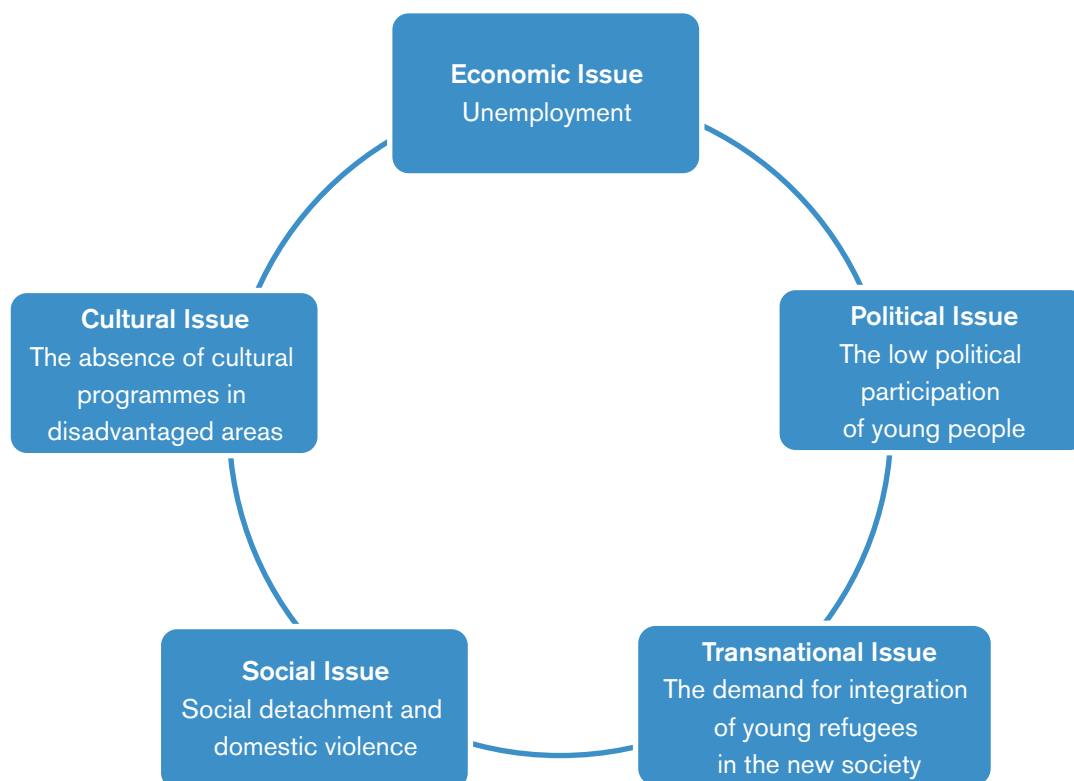 Economic Issue
Unemployment
Political Issue
The low political
participation
of young people
Transnational Issue
The demand for integration
of young refugees
in the new society
Social Issue
Social detachment and
domestic violence
Cultural Issue
The absence of cultural
programmes in
disadvantaged areas